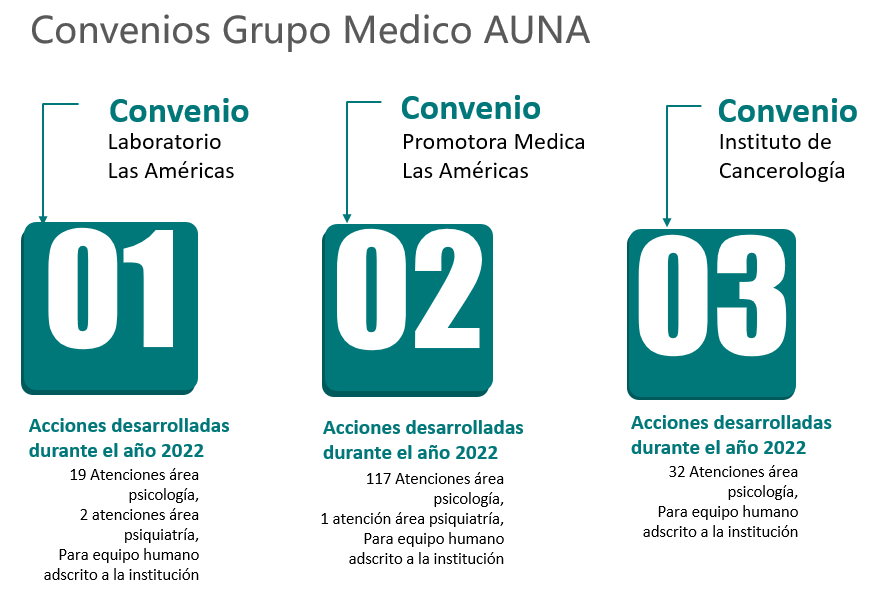 Convenios Grupo Medico AUNA
Convenio
Laboratorio
Las Américas
01
Acciones desarrolladas
durante el año 2022
19 Atenciones área
psicología,
2 atenciones área
psiquiatría,
Para equipo humano
adscrito a la institución
Convenio
Promotora Medica
Las Américas
02
Acciones desarrolladas
durante el año 2022
117 Atenciones área
psicología,
1 atención área psiquiatría,
Para equipo humano
adscrito a la institución
Convenio
Instituto de
Cancerología
03
Acciones desarrolladas
durante el año 2022
32 Atenciones área
psicología,
Para equipo humano
adscrito a la institución